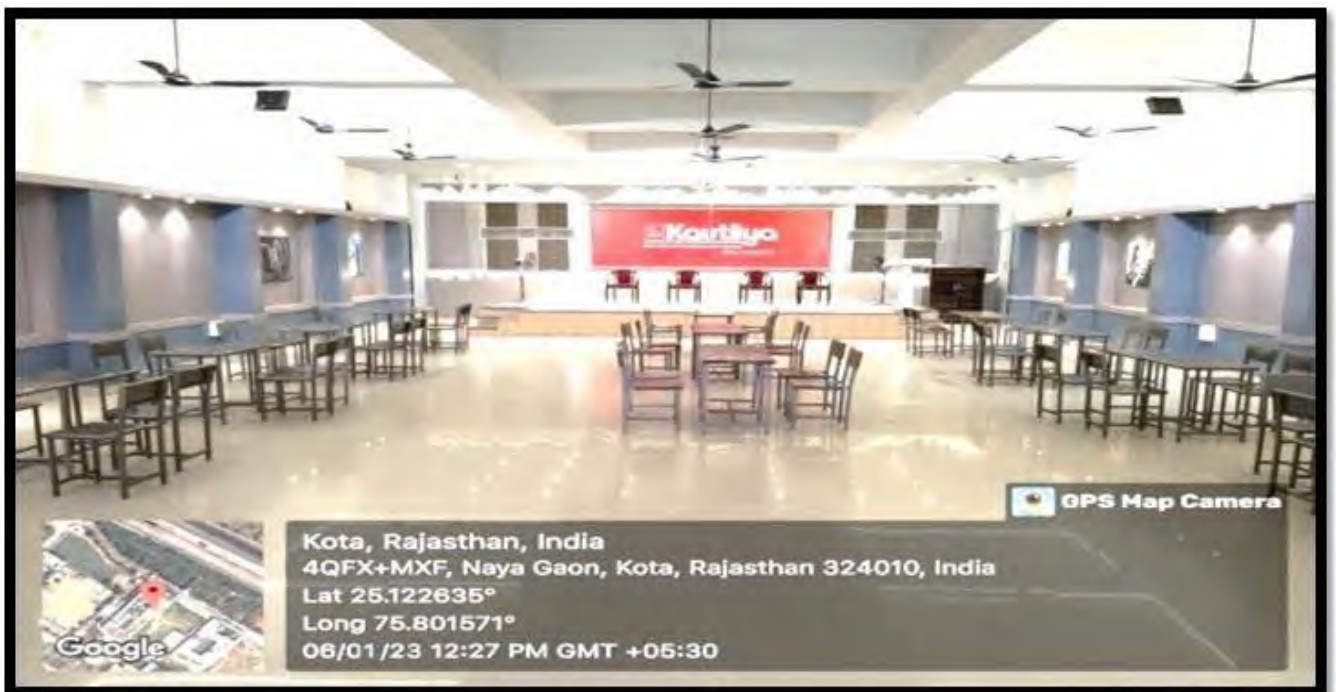 Kautilya
GPS Map Camera
Kota, Rajasthan, India
4QFX+MXF, Naya Gaon, Kota, Rajasthan 324010, India
Lat 25.122635°
Long 75.801571°
06/01/23 12:27 PM GMT +05:30
Google